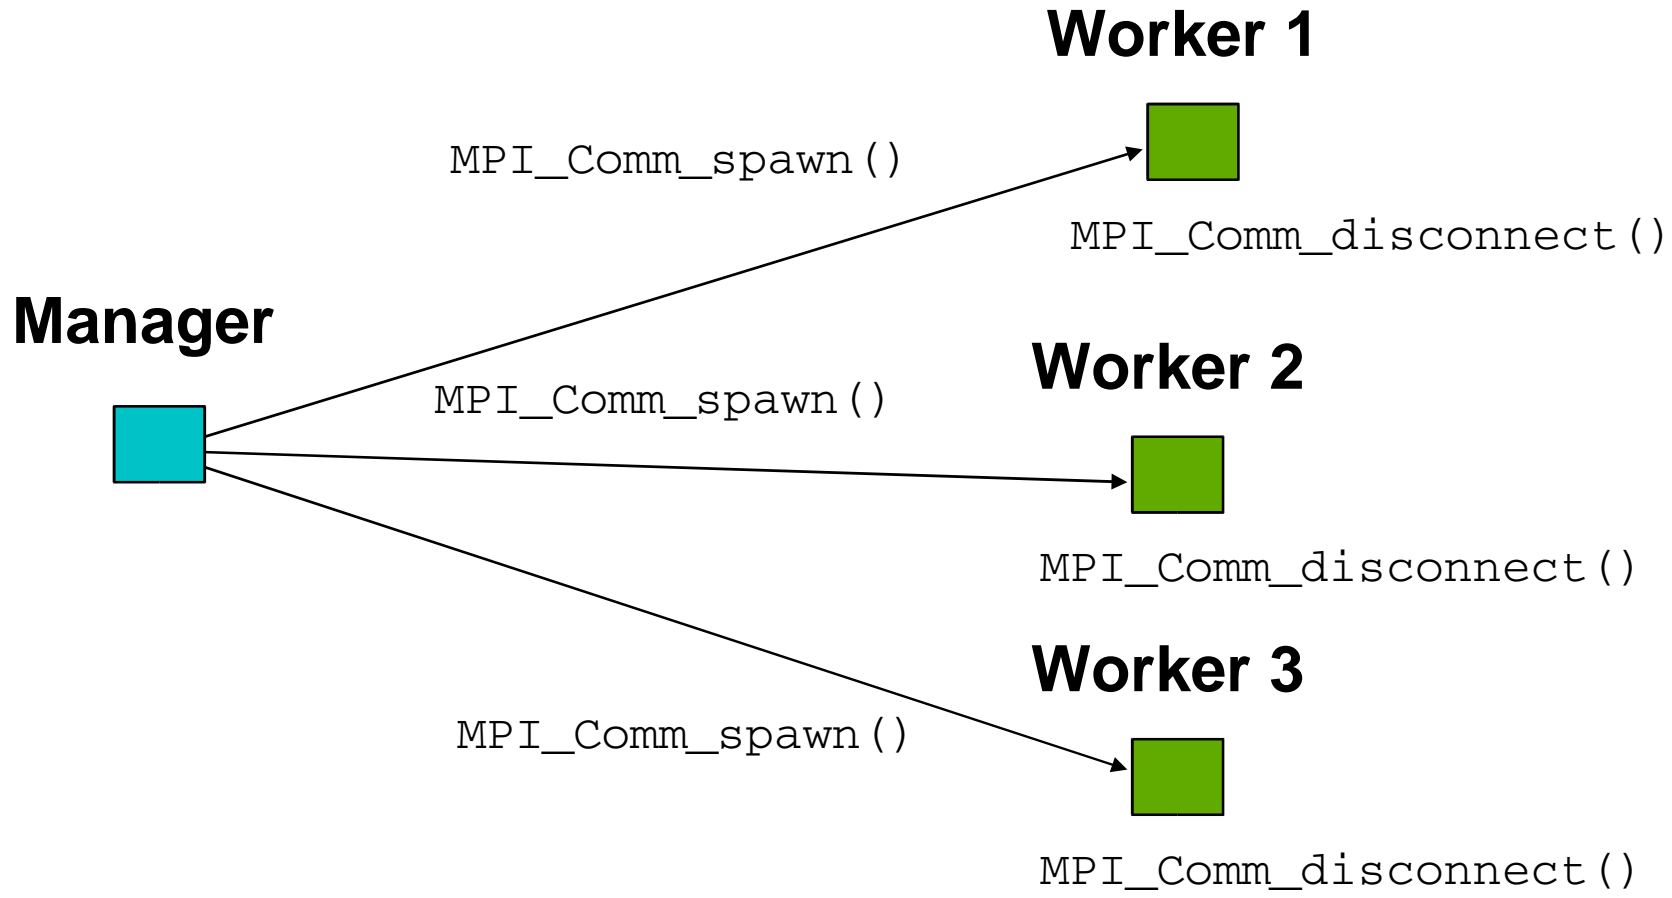 Worker 1
MPI_Comm_spawn()
MPI_Comm_disconnect()
Manager
Worker 2
MPI_Comm_spawn()
MPI_Comm_disconnect()
Worker 3
MPI_Comm_spawn()
MPI_Comm_disconnect()